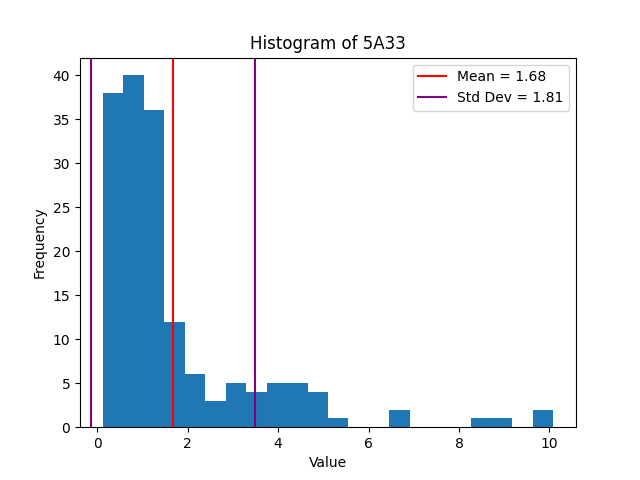 Histogram of 5A33
Mean = 1.68
Std Dev = 1.81
40
35
30
25
20
15
10
5
0
Frequency
0 2 4 6 8 10
Value